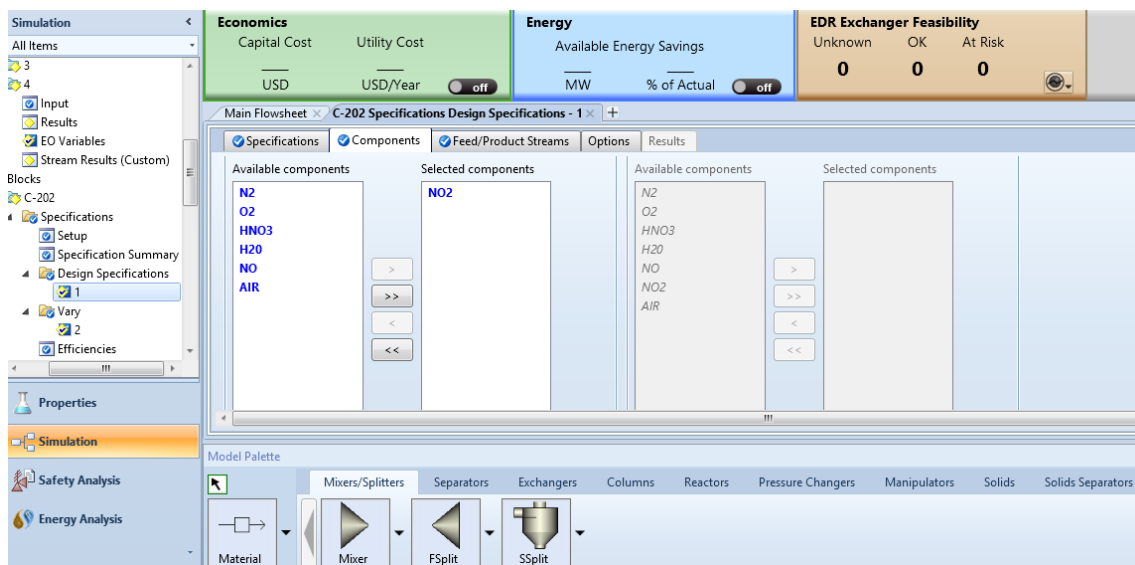 Simulation <
All Items
3
4
Input
Results
EO Variables
Stream Results (Custom)
Blocks
C-202
Specifications
Setup
Specification Summary
Design Specifications
1
Vary
2
Efficiencies
Properties
Simulation
Safety Analysis
Energy Analysis
Economics
Capital Cost Utility Cost
USD USD/Year off
Energy
Available Energy Savings
MW % of Actual off
EDR Exchanger Feasibility
Unknown OK At Risk
0 0 0
Main Flowsheet × C-202 Specifications Design Specifications - 1 × +
Specifications Components Feed/Product Streams Options Results
Available components Selected components Available components Selected components
N2 NO2 N2
O2 O2
HNO3 HNO3
H20 H20
NO > NO >
AIR >> NO2 >>
AIR
< <
<< <<
Model Palette
Mixers/Splitters Separators Exchangers Columns Reactors Pressure Changers Manipulators Solids Solids Separators
Material Mixer FSplit SSplit